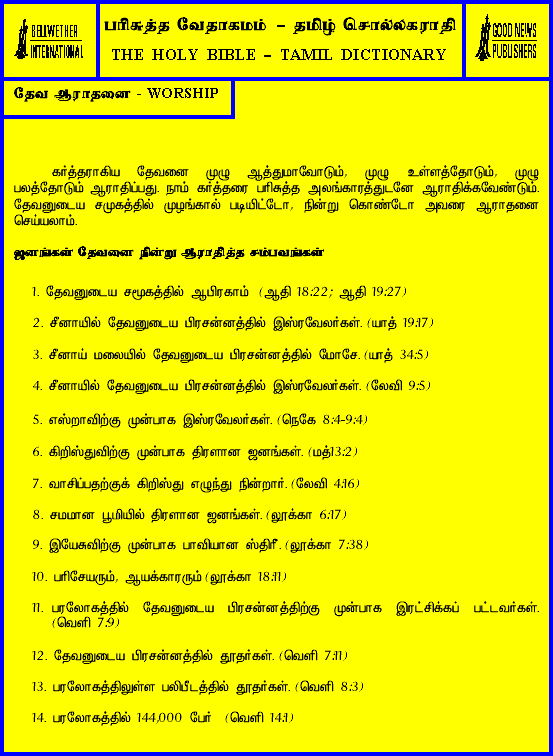 BELLWETHER
INTERNATIONAL
பரிசுத்த வேதாகமம் – தமிழ் சொல்லகராதி
THE HOLY BIBLE – TAMIL DICTIONARY
GOOD NEWS
PUBLISHERS
தேவ ஆராதனை - WORSHIP
கர்த்தராகிய தேவனை முழு ஆத்துமாவோடும், முழு உள்ளத்தோடும், முழு
பலத்தோடும் ஆராதிப்பது. நாம் கர்த்தரை பரிசுத்த அலங்காரத்துடனே ஆராதிக்கவேண்டும்.
தேவனுடைய சமுகத்தில் முழங்கால் படியிட்டோ, நின்று கொண்டோ அவரை ஆராதனை
செய்யலாம்.
ஜனங்கள் தேவனை நின்று ஆராதித்த சம்பவங்கள்
1. தேவனுடைய சமூகத்தில் ஆபிரகாம் (ஆதி 18:22; ஆதி 19:27)
2. சீனாயில் தேவனுடைய பிரசன்னத்தில் இஸ்ரவேலர்கள். (யாத் 19:17)
3. சீனாய் மலையில் தேவனுடைய பிரசன்னத்தில் மோசே. (யாத் 34:5)
4. சீனாயில் தேவனுடைய பிரசன்னத்தில் இஸ்ரவேலர்கள். (லேவி 9:5)
5. எஸ்றாவிற்கு முன்பாக இஸ்ரவேலர்கள். (நெகே 8:4-9:4)
6. கிறிஸ்துவிற்கு முன்பாக திரளான ஜனங்கள். (மத்13:2)
7. வாசிப்பதற்குக் கிறிஸ்து எழுந்து நின்றார். (லேவி 4:16)
8. சமமான பூமியில் திரளான ஜனங்கள். (லூக்கா 6:17)
9. இயேசுவிற்கு முன்பாக பாவியான ஸ்திரீ. (லூக்கா 7:38)
10. பரிசேயரும், ஆயக்காரரும் (லூக்கா 18:11)
11. பரலோகத்தில் தேவனுடைய பிரசன்னத்திற்கு முன்பாக இரட்சிக்கப் பட்டவர்கள்.
(வெளி 7:9)
12. தேவனுடைய பிரசன்னத்தில் தூதர்கள். (வெளி 7:11)
13. பரலோகத்திலுள்ள பலிபீடத்தில் தூதர்கள். (வெளி 8:3)
14. பரலோகத்தில் 144,000 பேர் (வெளி 14:1)